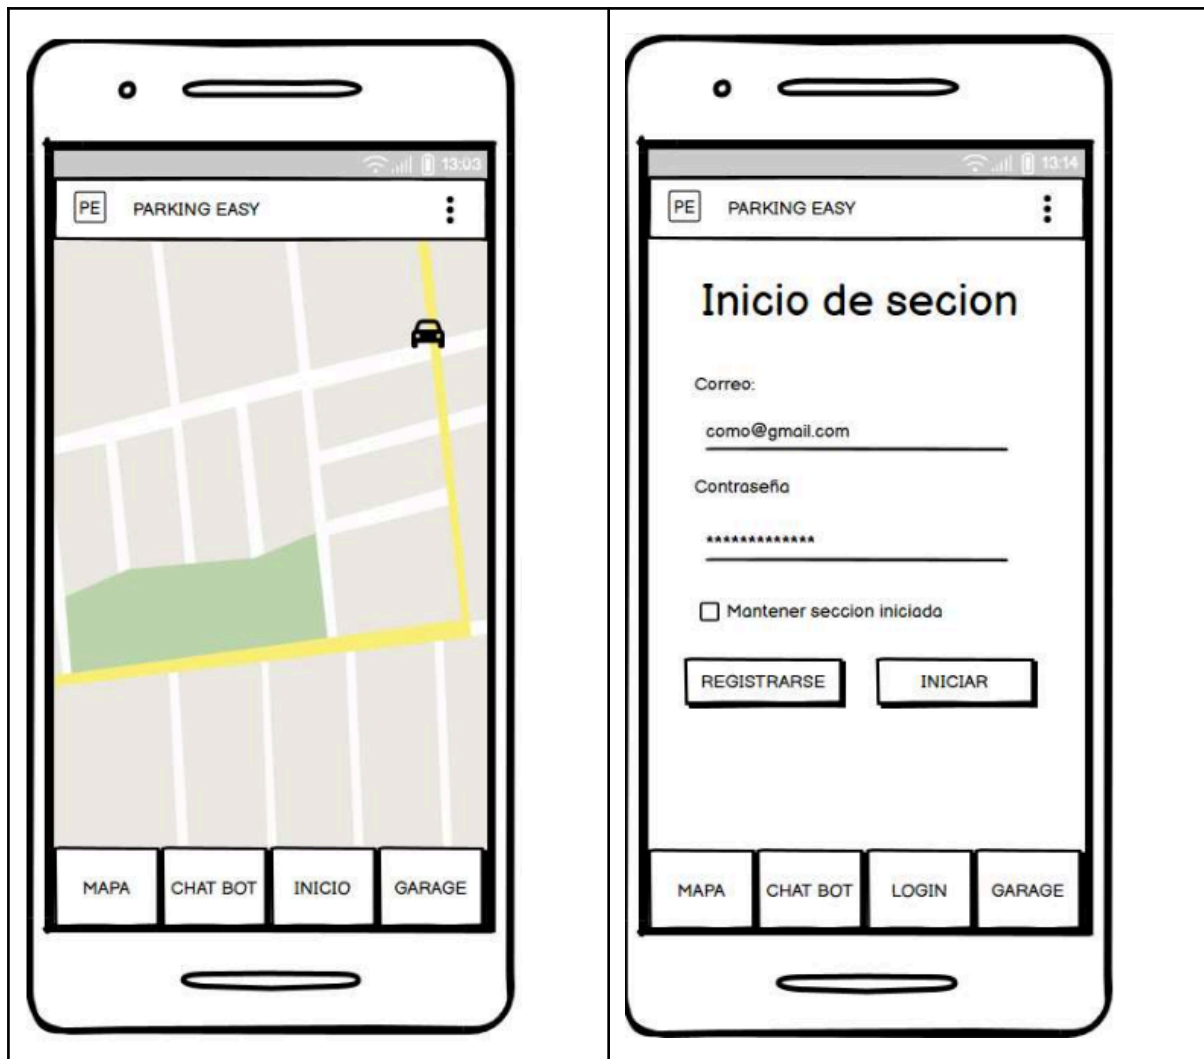 13:03
PE PARKING EASY
MAPA CHAT BOT INICIO GARAGE
13:14
PE PARKING EASY
Inicio de secion
Correo:
como@gmail.com
Contraseña
*************
Mantener seccion iniciada
REGISTRARSE INICIAR
MAPA CHAT BOT LOGIN GARAGE